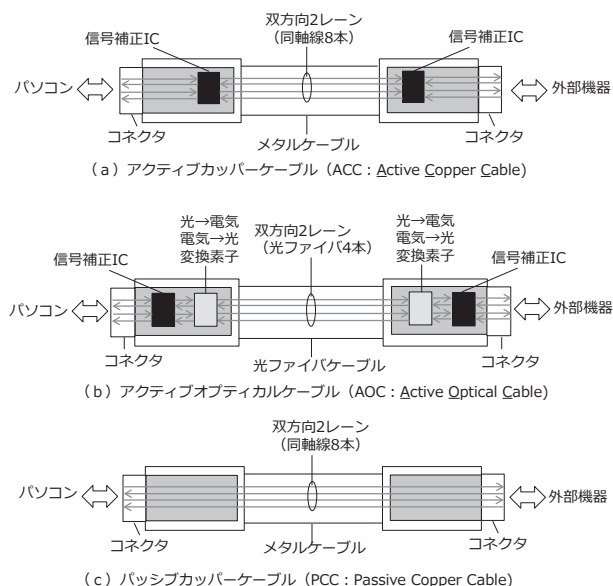 双方向2レーン
（同軸線8本）
信号補正IC
信号補正IC
パソコン
外部機器
コネクタ
コネクタ
メタルケーブル
（a）アクティブカッパーケーブル（ACC：Active Copper Cable)
光→電気
電気→光
変換素子
双方向2レーン
（光ファイバ4本）
光→電気
電気→光
変換素子
信号補正IC
信号補正IC
パソコン
外部機器
コネクタ
コネクタ
光ファイバケーブル
（b）アクティブオプティカルケーブル（AOC：Active Optical Cable)
双方向2レーン
（同軸線8本）
パソコン
外部機器
コネクタ
メタルケーブル
コネクタ
（c）パッシブカッパーケーブル（PCC：Passive Copper Cable)